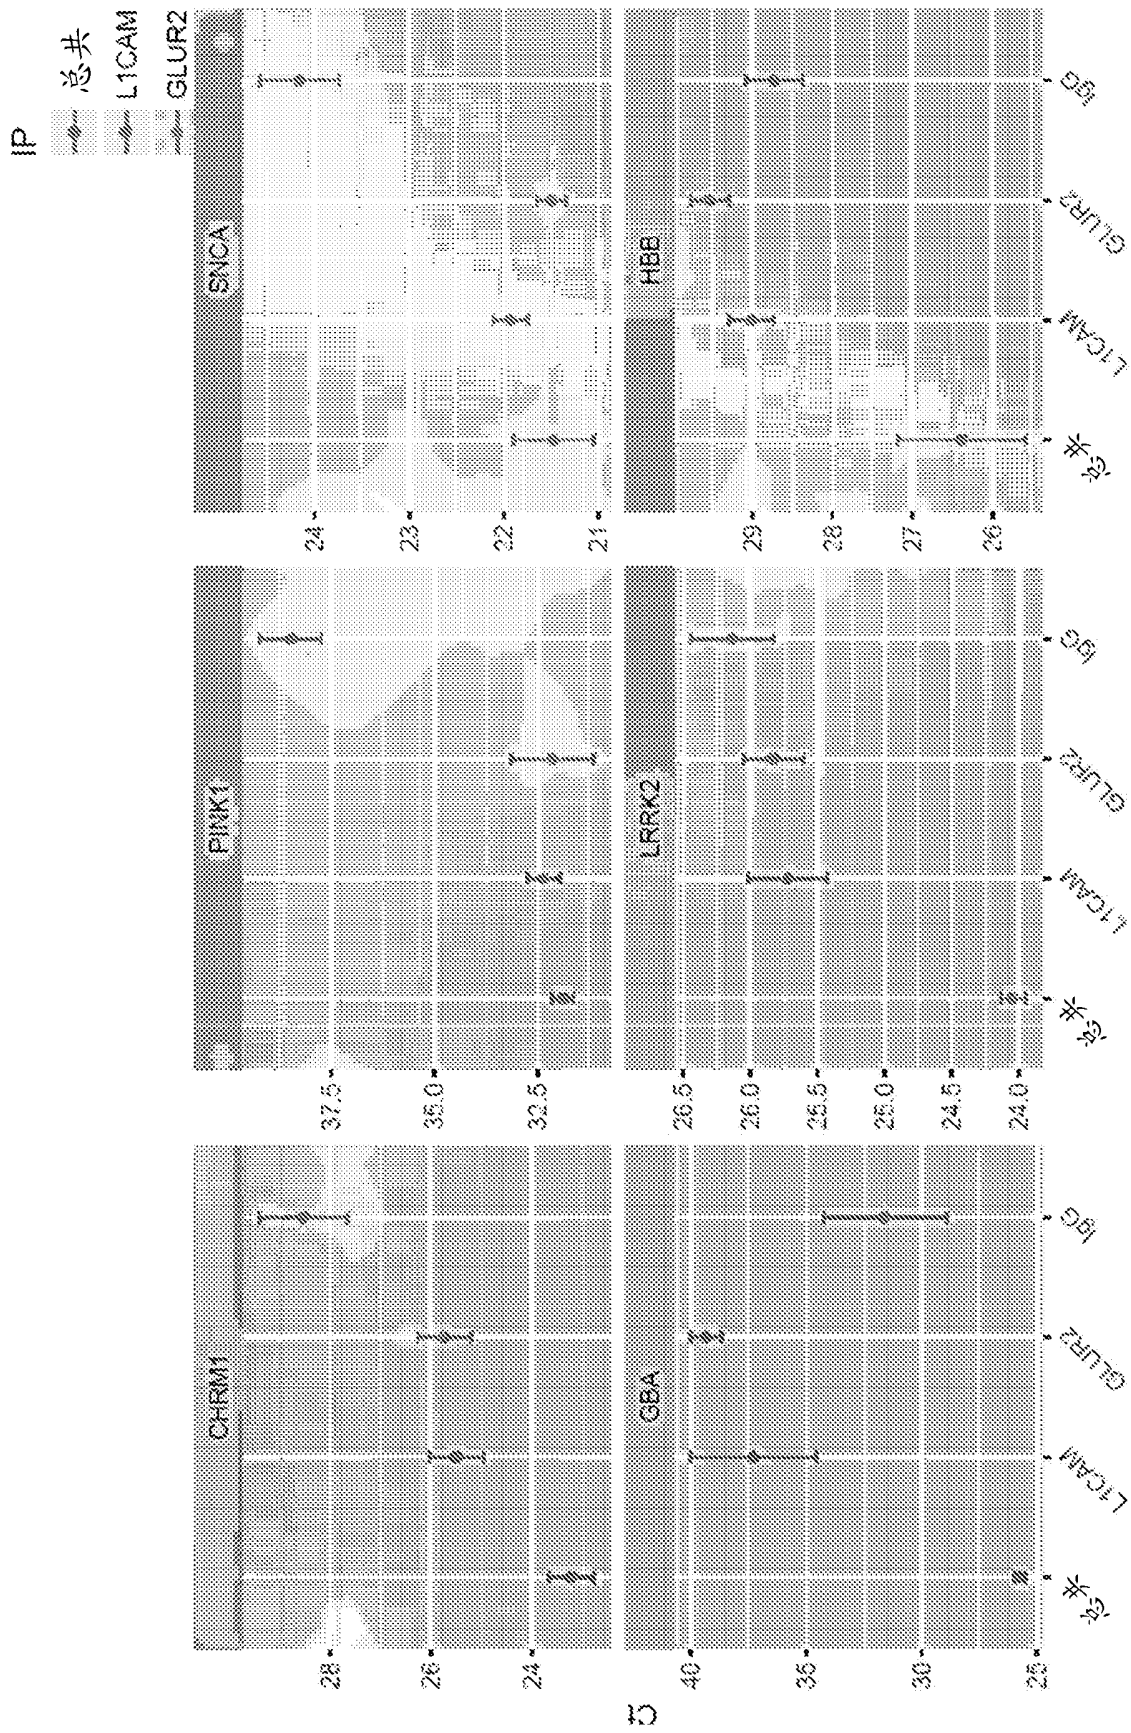 IP
总共
L1CAM
GLUR2
Ct
CHRM1
28
26
24
PINK1
37.5
35.0
32.5
SNCA
24
23
22
21
GBA
40
35
30
25
总共
L1CAM
GLUR2
IgG
LRRK2
26.5
26.0
25.5
25.0
24.5
24.0
总共
L1CAM
GLUR2
IgG
HBB
29
28
27
26
总共
L1CAM
GLUR2
IgG